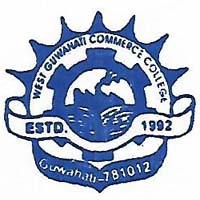 WEST GUWAHATI COMMERCE COLLEGE
ESTD. 1992
Guwahati-781012